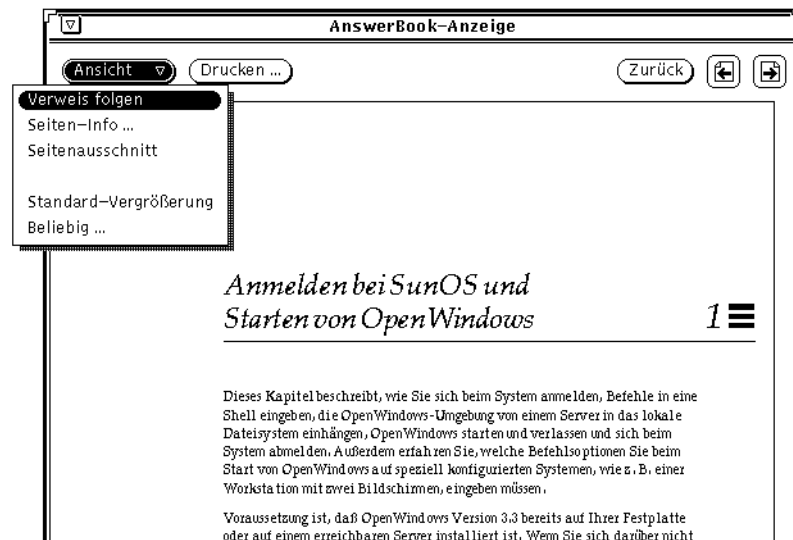 AnswerBook-Anzeige
Ansicht
Drucken ...
Zurück
Verweis folgen
Seiten-Info ...
Seitenausschnitt
Standard-Vergrößerung
Beliebig ...
Anmelden bei SunOS und
Starten von OpenWindows
1
Dieses Kapitel beschreibt, wie Sie sich beim System anmelden, Befehle in eine
Shell eingeben, die OpenWindows-Umgebung von einem Server in das lokale
Dateisystem einhängen, OpenWindows starten und verlassen und sich beim
System abmelden. Außerdem erfahren Sie, welche Befehlsoptionen Sie beim
Start von OpenWindows auf speziell konfigurierten Systemen, wie z. B. einer
Workstation mit zwei Bildschirmen, eingeben müssen.
Voraussetzung ist, daß OpenWindows Version 3.3 bereits auf Ihrer Festplatte
oder auf einem erreichbaren Server installiert ist. Wenn Sie sich darüber nicht